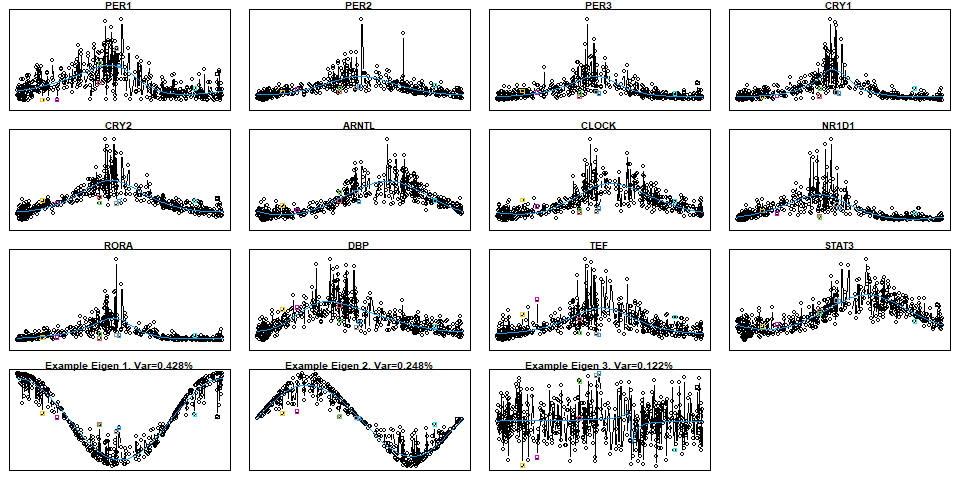 PER1 PER2 PER3 CRY1
CRY2 ARNTL CLOCK NR1D1
RORA DBP TEF STAT3
Example Eigen 1. Var=0.428% Example Eigen 2. Var=0.248% Example Eigen 3. Var=0.122%